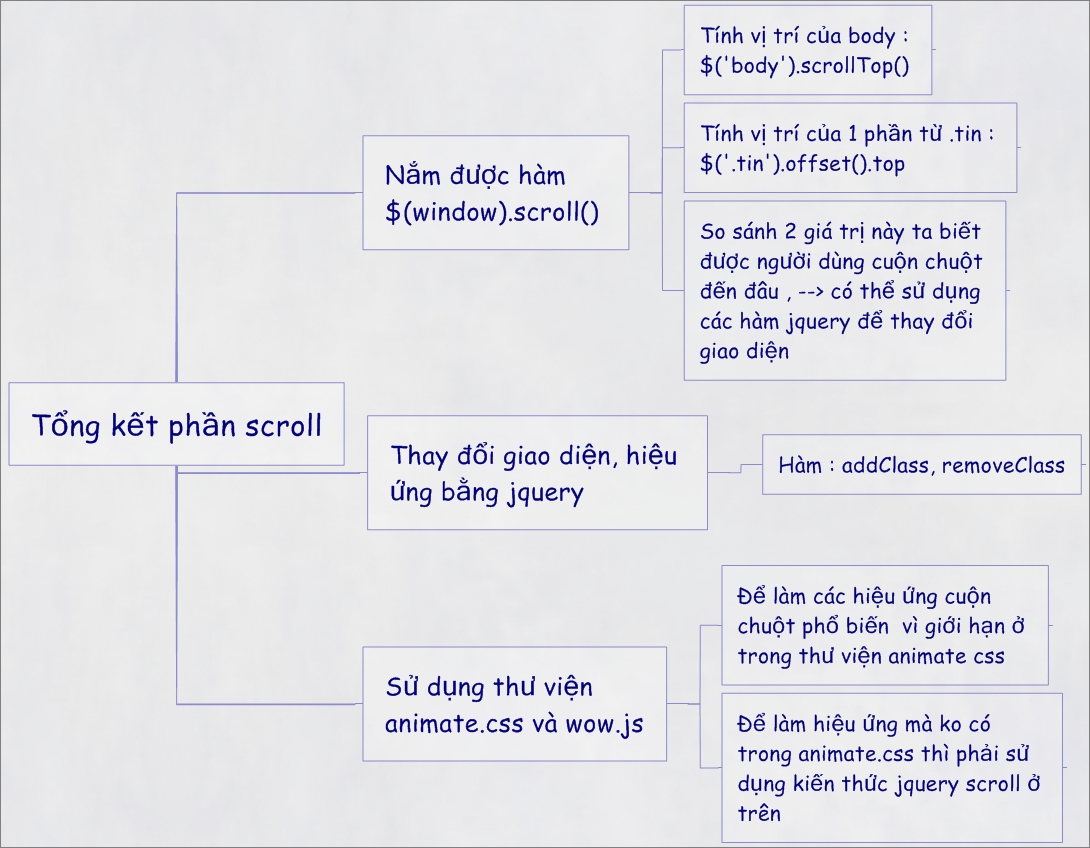 Tổng kết phần scroll
Nắm được hàm
$(window).scroll()
Tính vị trí của body :
$('body').scrollTop()
Tính vị trí của 1 phần từ .tin :
$('.tin').offset().top
So sánh 2 giá trị này ta biết
được người dùng cuộn chuột
đến đâu , --> có thể sử dụng
các hàm jquery để thay đổi
giao diện
Thay đổi giao diện, hiệu
ứng bằng jquery
Hàm : addClass, removeClass
Sử dụng thư viện
animate.css và wow.js
Để làm các hiệu ứng cuộn
chuột phổ biến  vì giới hạn ở
trong thư viện animate css
Để làm hiệu ứng mà ko có
trong animate.css thì phải sử
dụng kiến thức jquery scroll ở
trên